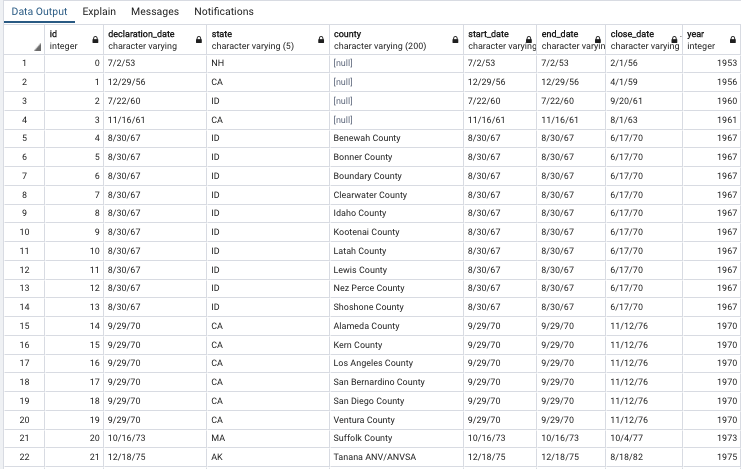 Data Output Explain Messages Notifications
id declaration_date state county start_date end_date close_date year
integer character varying character varying (5) character varying (200) character varying character varyin character varying integer
1 0 7/2/53 NH [null] 7/2/53 7/2/53 2/1/56 1953
2 1 12/29/56 CA [null] 12/29/56 12/29/56 4/1/59 1956
3 2 7/22/60 ID [null] 7/22/60 7/22/60 9/20/61 1960
4 3 11/16/61 CA [null] 11/16/61 11/16/61 8/1/63 1961
5 4 8/30/67 ID Benewah County 8/30/67 8/30/67 6/17/70 1967
6 5 8/30/67 ID Bonner County 8/30/67 8/30/67 6/17/70 1967
7 6 8/30/67 ID Boundary County 8/30/67 8/30/67 6/17/70 1967
8 7 8/30/67 ID Clearwater County 8/30/67 8/30/67 6/17/70 1967
9 8 8/30/67 ID Idaho County 8/30/67 8/30/67 6/17/70 1967
10 9 8/30/67 ID Kootenai County 8/30/67 8/30/67 6/17/70 1967
11 10 8/30/67 ID Latah County 8/30/67 8/30/67 6/17/70 1967
12 11 8/30/67 ID Lewis County 8/30/67 8/30/67 6/17/70 1967
13 12 8/30/67 ID Nez Perce County 8/30/67 8/30/67 6/17/70 1967
14 13 8/30/67 ID Shoshone County 8/30/67 8/30/67 6/17/70 1967
15 14 9/29/70 CA Alameda County 9/29/70 9/29/70 11/12/76 1970
16 15 9/29/70 CA Kern County 9/29/70 9/29/70 11/12/76 1970
17 16 9/29/70 CA Los Angeles County 9/29/70 9/29/70 11/12/76 1970
18 17 9/29/70 CA San Bernardino County 9/29/70 9/29/70 11/12/76 1970
19 18 9/29/70 CA San Diego County 9/29/70 9/29/70 11/12/76 1970
20 19 9/29/70 CA Ventura County 9/29/70 9/29/70 11/12/76 1970
21 20 10/16/73 MA Suffolk County 10/16/73 10/16/73 10/4/77 1973
22 21 12/18/75 AK Tanana ANV/ANVSA 12/18/75 12/18/75 8/18/82 1975